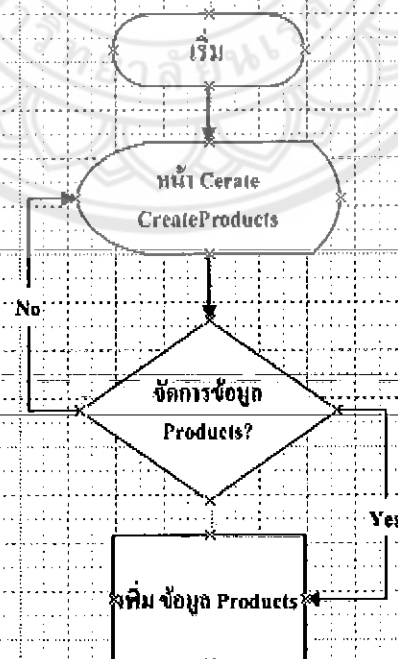 เริ่ม
หน้า Cerate
CreateProducts
No
จัดการข้อมูล
Products?
Yes
เพิ่ม ข้อมูล Products